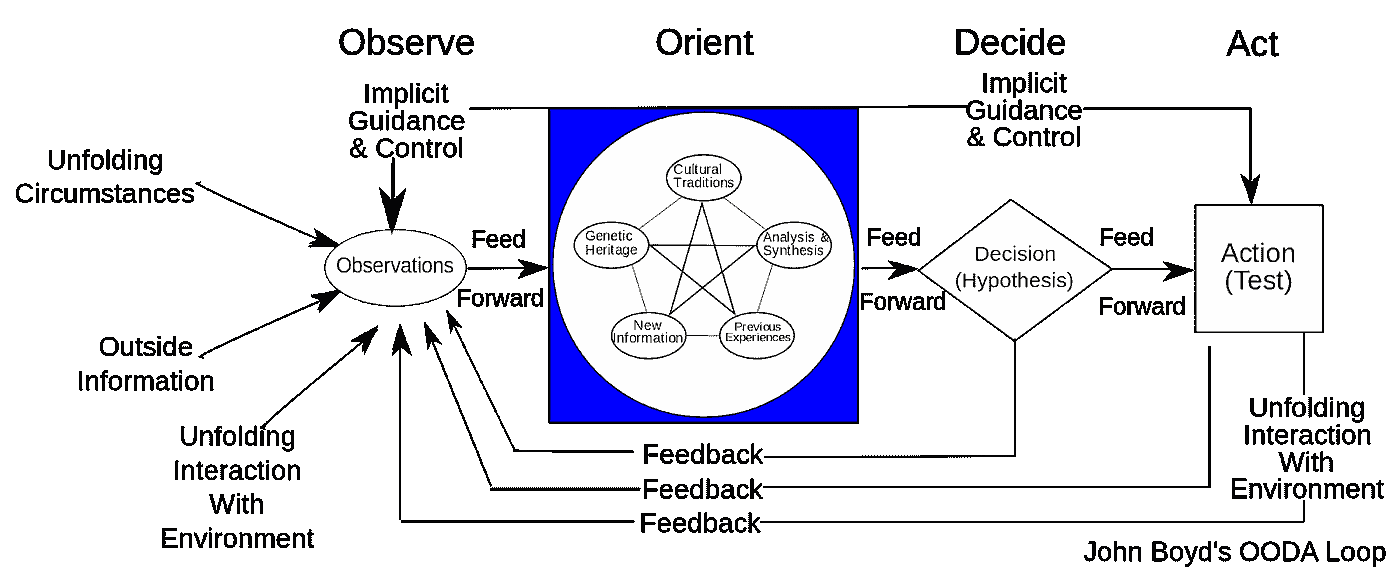 Observe
Orient
Decide
Act
Implicit
Guidance
& Control
Implicit
Guidance
& Control
Unfolding
Circumstances
Cultural
Traditions
Genetic
Heritage
Analysis &
Synthesis
New
Information
Previous
Experiences
Observations
Feed
Forward
Feed
Forward
Decision
(Hypothesis)
Feed
Forward
Action
(Test)
Outside
Information
Unfolding
Interaction
With
Environment
Unfolding
Interaction
With
Environment
Feedback
Feedback
Feedback
John Boyd's OODA Loop